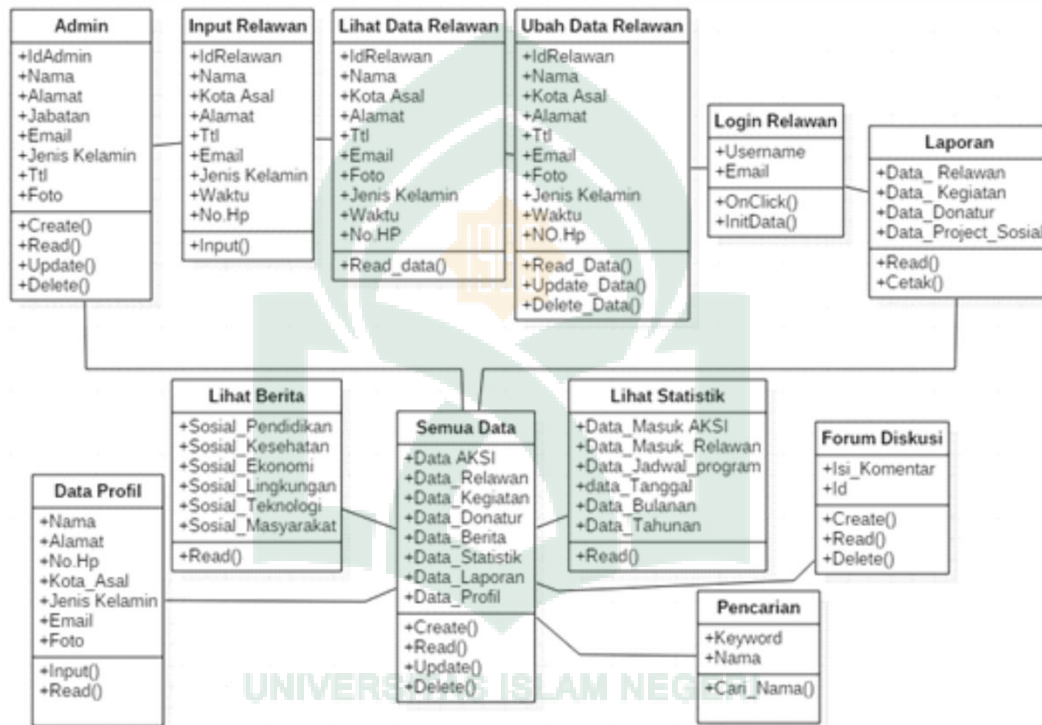 Admin
+IdAdmin
+Nama
+Alamat
+Jabatan
+Email
+Jenis Kelamin
+Ttl
+Foto
+Create()
+Read()
+Update()
+Delete()
Input Relawan
+IdRelawan
+Nama
+Kota Asal
+Alamat
+Ttl
+Email
+Jenis Kelamin
+Waktu
+No.Hp
+Input()
Lihat Data Relawan
+IdRelawan
+Nama
+Kota Asal
+Alamat
+Ttl
+Email
+Foto
+Jenis Kelamin
+Waktu
+No.HP
+Read_data()
Ubah Data Relawan
+IdRelawan
+Nama
+Kota Asal
+Alamat
+Ttl
+Email
+Foto
+Jenis Kelamin
+Waktu
+NO.Hp
+Read_Data()
+Update_Data()
+Delete_Data()
Login Relawan
+Username
+Email
+OnClick()
+InitData()
Laporan
+Data_ Relawan
+Data_ Kegiatan
+Data_Donatur
+Data_Project_Sosial
+Read()
+Cetak()
Data Profil
+Nama
+Alamat
+No.Hp
+Kota_Asal
+Jenis Kelamin
+Email
+Foto
+Input()
+Read()
Lihat Berita
+Sosial_Pendidikan
+Sosial_Kesehatan
+Sosial_Ekonomi
+Sosial_Lingkungan
+Sosial_Teknologi
+Sosial_Masyarakat
+Read()
Semua Data
+Data AKSI
+Data_Relawan
+Data_Kegiatan
+Data_Donatur
+Data_Berita
+Data_Statistik
+Data_Laporan
+Data_Profil
+Create()
+Read()
+Update()
+Delete()
Lihat Statistik
+Data_Masuk AKSI
+Data_Masuk_Relawan
+Data_Jadwal_program
+data_Tanggal
+Data_Bulanan
+Data_Tahunan
+Read()
Forum Diskusi
+Isi_Komentar
+Id
+Create()
+Read()
+Delete()
Pencarian
+Keyword
+Nama
+Cari_Nama()
UNIVERSITAS ISLAM NEGERI